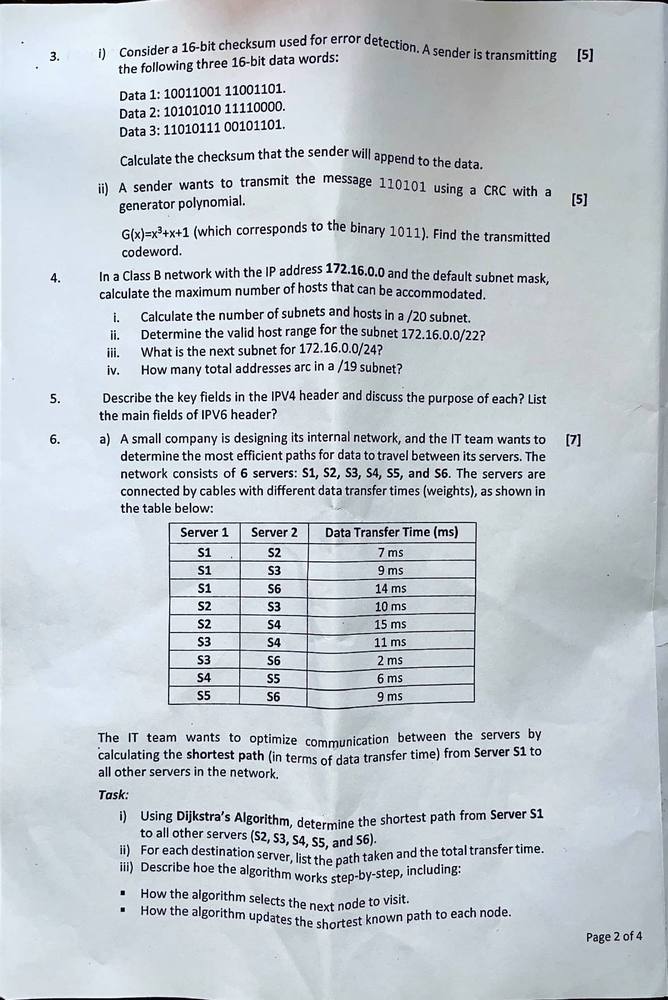 3. i) Consider a 16-bit checksum used for error detection. A sender is transmitting [5]
the following three 16-bit data words:
Data 1: 10011001 11001101.
Data 2: 10101010 11110000.
Data 3: 11010111 00101101.
Calculate the checksum that the sender will append to the data.
ii) A sender wants to transmit the message 110101 using a CRC with a [5]
generator polynomial.
G(x)=x³+x+1 (which corresponds to the binary 1011). Find the transmitted
codeword.
4. In a Class B network with the IP address 172.16.0.0 and the default subnet mask,
calculate the maximum number of hosts that can be accommodated.
i. Calculate the number of subnets and hosts in a /20 subnet.
ii. Determine the valid host range for the subnet 172.16.0.0/22?
iii. What is the next subnet for 172.16.0.0/24?
iv. How many total addresses arc in a /19 subnet?
5. Describe the key fields in the IPV4 header and discuss the purpose of each? List
the main fields of IPV6 header?
6. a) A small company is designing its internal network, and the IT team wants to [7]
determine the most efficient paths for data to travel between its servers. The
network consists of 6 servers: S1, S2, S3, S4, S5, and S6. The servers are
connected by cables with different data transfer times (weights), as shown in
the table below:
Server 1 Server 2 Data Transfer Time (ms)
S1 S2 7 ms
S1 S3 9 ms
S1 S6 14 ms
S2 S3 10 ms
S2 S4 15 ms
S3 S4 11 ms
S3 S6 2 ms
S4 S5 6 ms
S5 S6 9 ms
The IT team wants to optimize communication between the servers by
calculating the shortest path (in terms of data transfer time) from Server S1 to
all other servers in the network.
Task:
i) Using Dijkstra's Algorithm, determine the shortest path from Server S1
to all other servers (S2, S3, S4, S5, and S6).
ii) For each destination server, list the path taken and the total transfer time.
iii) Describe hoe the algorithm works step-by-step, including:
▪ How the algorithm selects the next node to visit.
▪ How the algorithm updates the shortest known path to each node.
Page 2 of 4